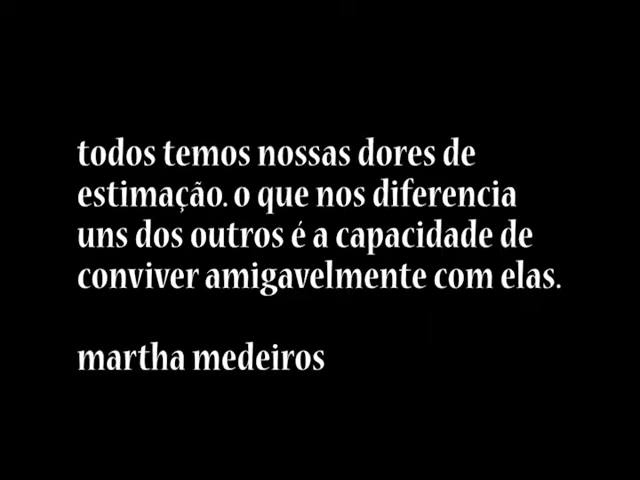 todos temos nossas dores de
estimação. o que nos diferencia
uns dos outros é a capacidade de
conviver amigavelmente com elas.
martha medeiros